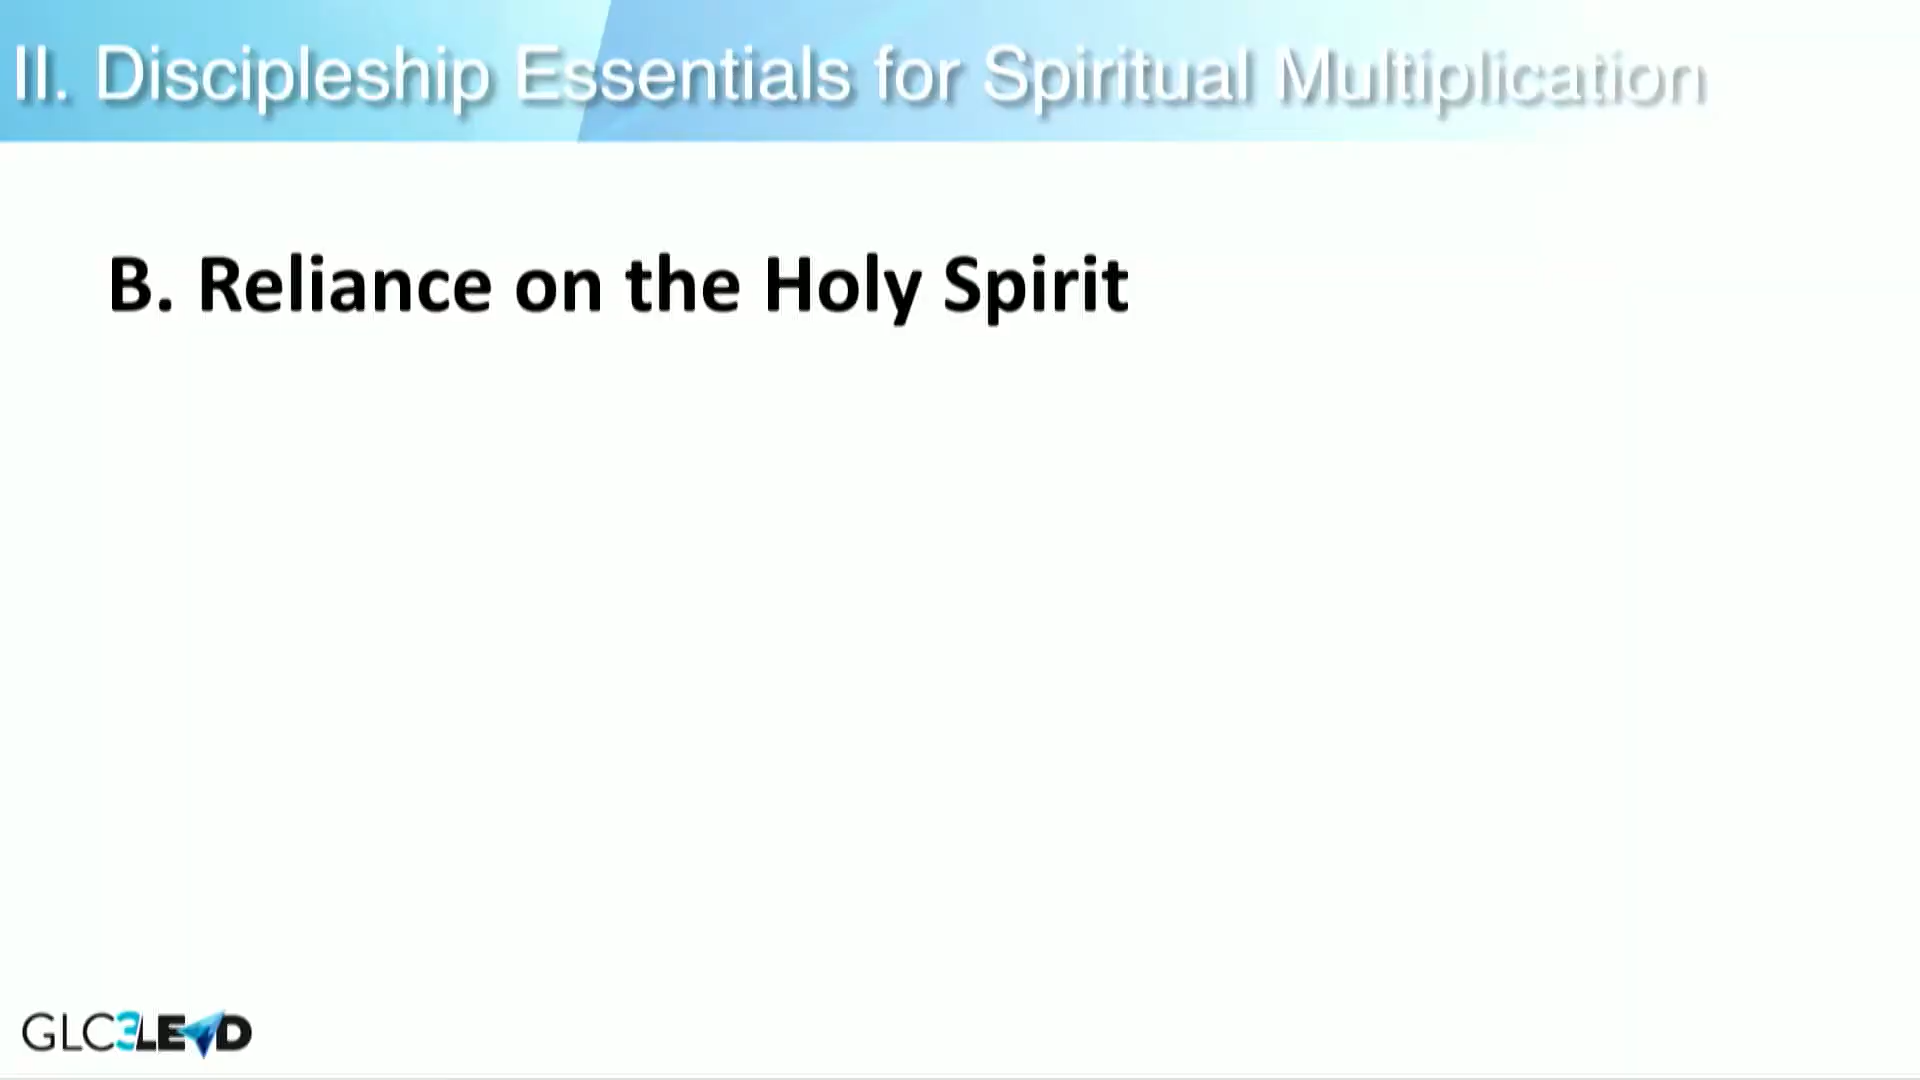 II. Discipleship Essentials for Spiritual Multiplication
B. Reliance on the Holy Spirit
GLC3LEAD